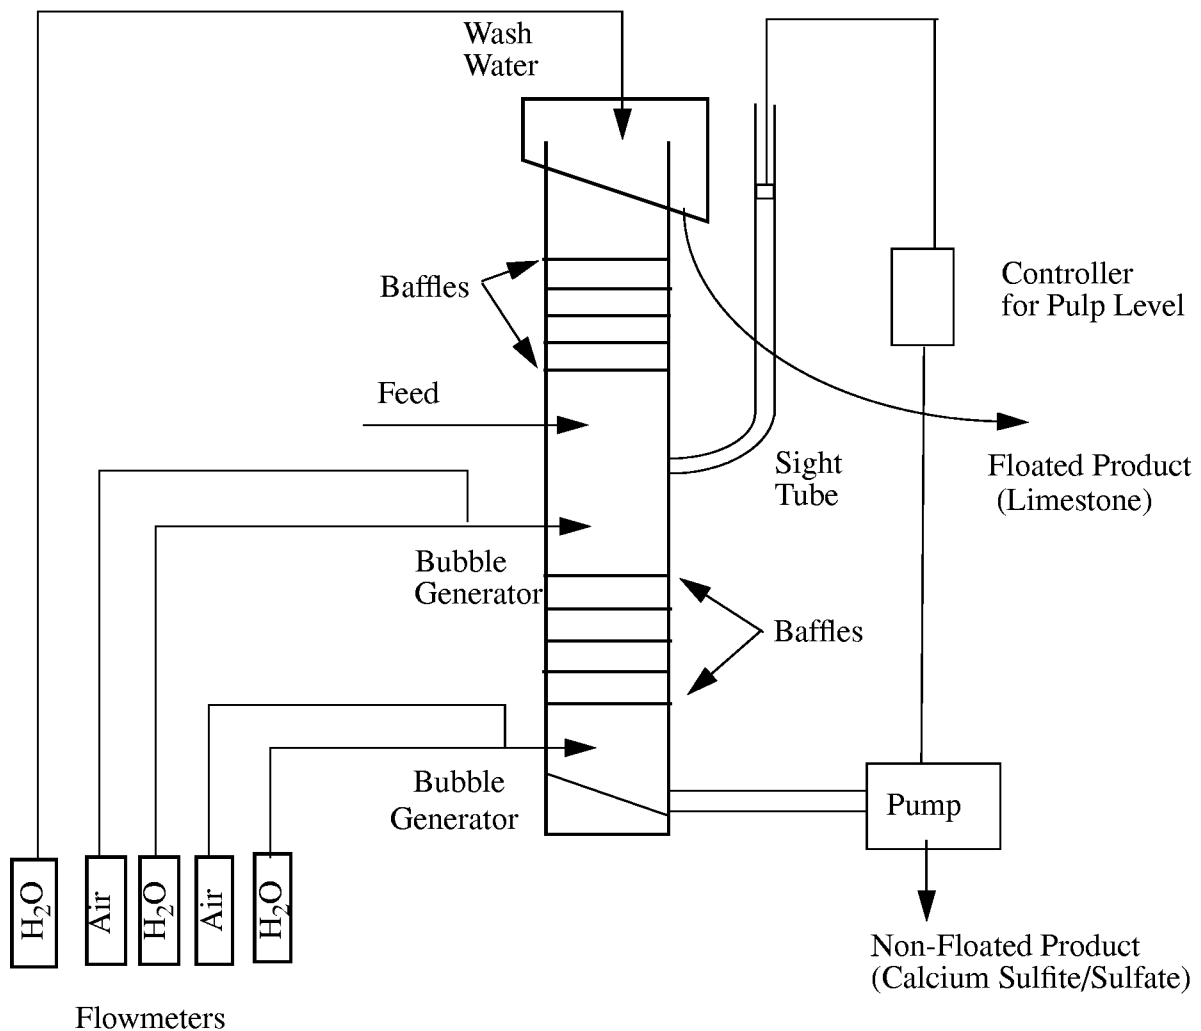 Wash
Water
Baffles
Controller
for Pulp Level
Feed
Sight
Tube
Floated Product
(Limestone)
Bubble
Generator
Baffles
Bubble
Generator
Pump
H2O
Air
H2O
Air
H2O
Non-Floated Product
(Calcium Sulfite/Sulfate)
Flowmeters